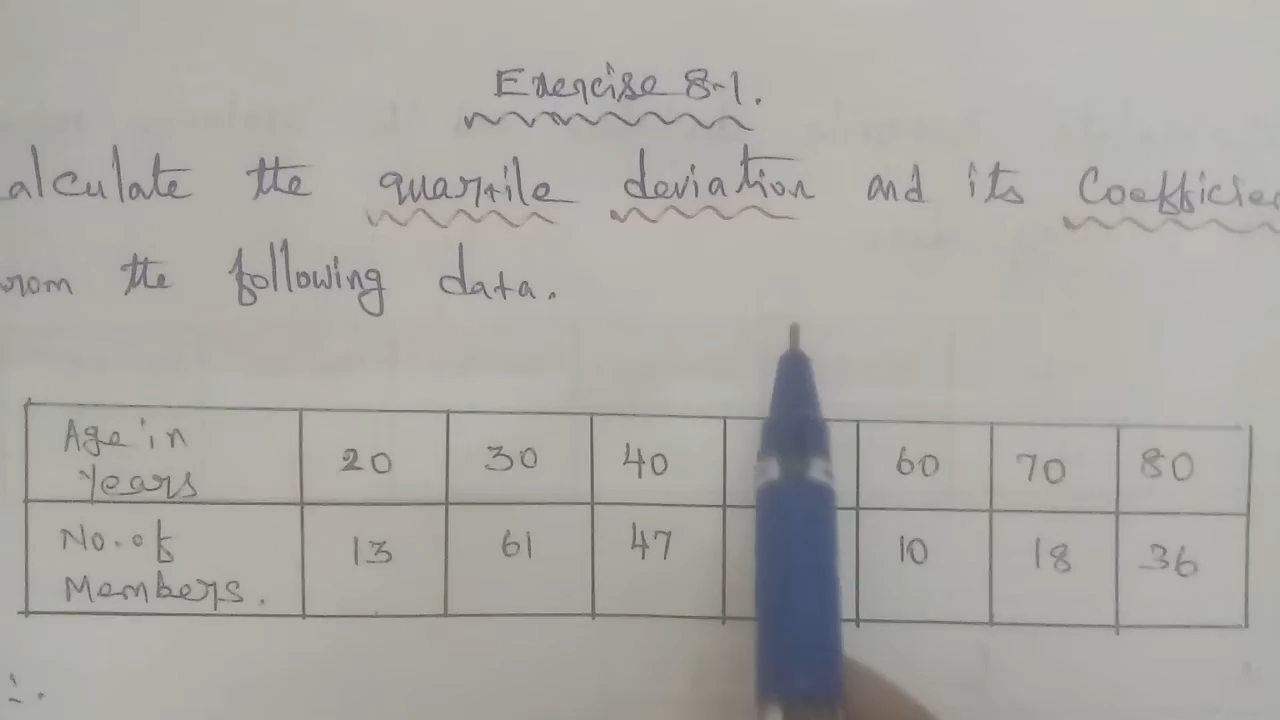 Exercise 8-1.
alculate the quartile deviation and its Coefficien
rom the following data.
Age in Years 20 30 40 60 70 80
No. of Members. 13 61 47 10 18 36